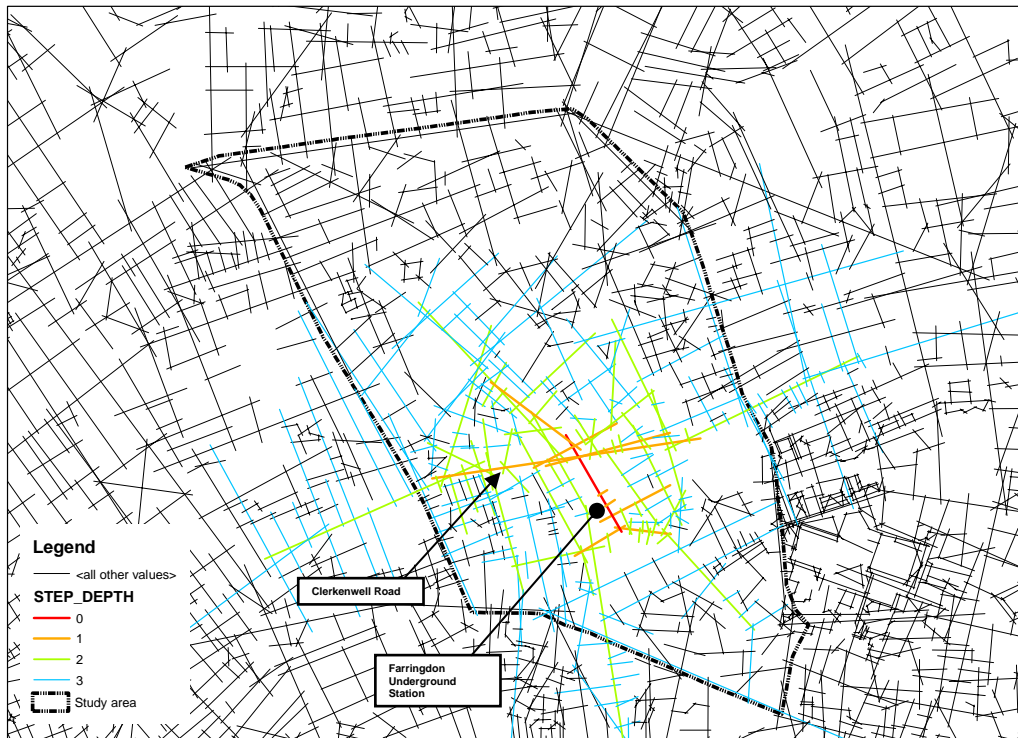 Legend
<all other values>
STEP_DEPTH
0
1
2
3
Study area
Clerkenwell Road
Farringdon
Underground
Station